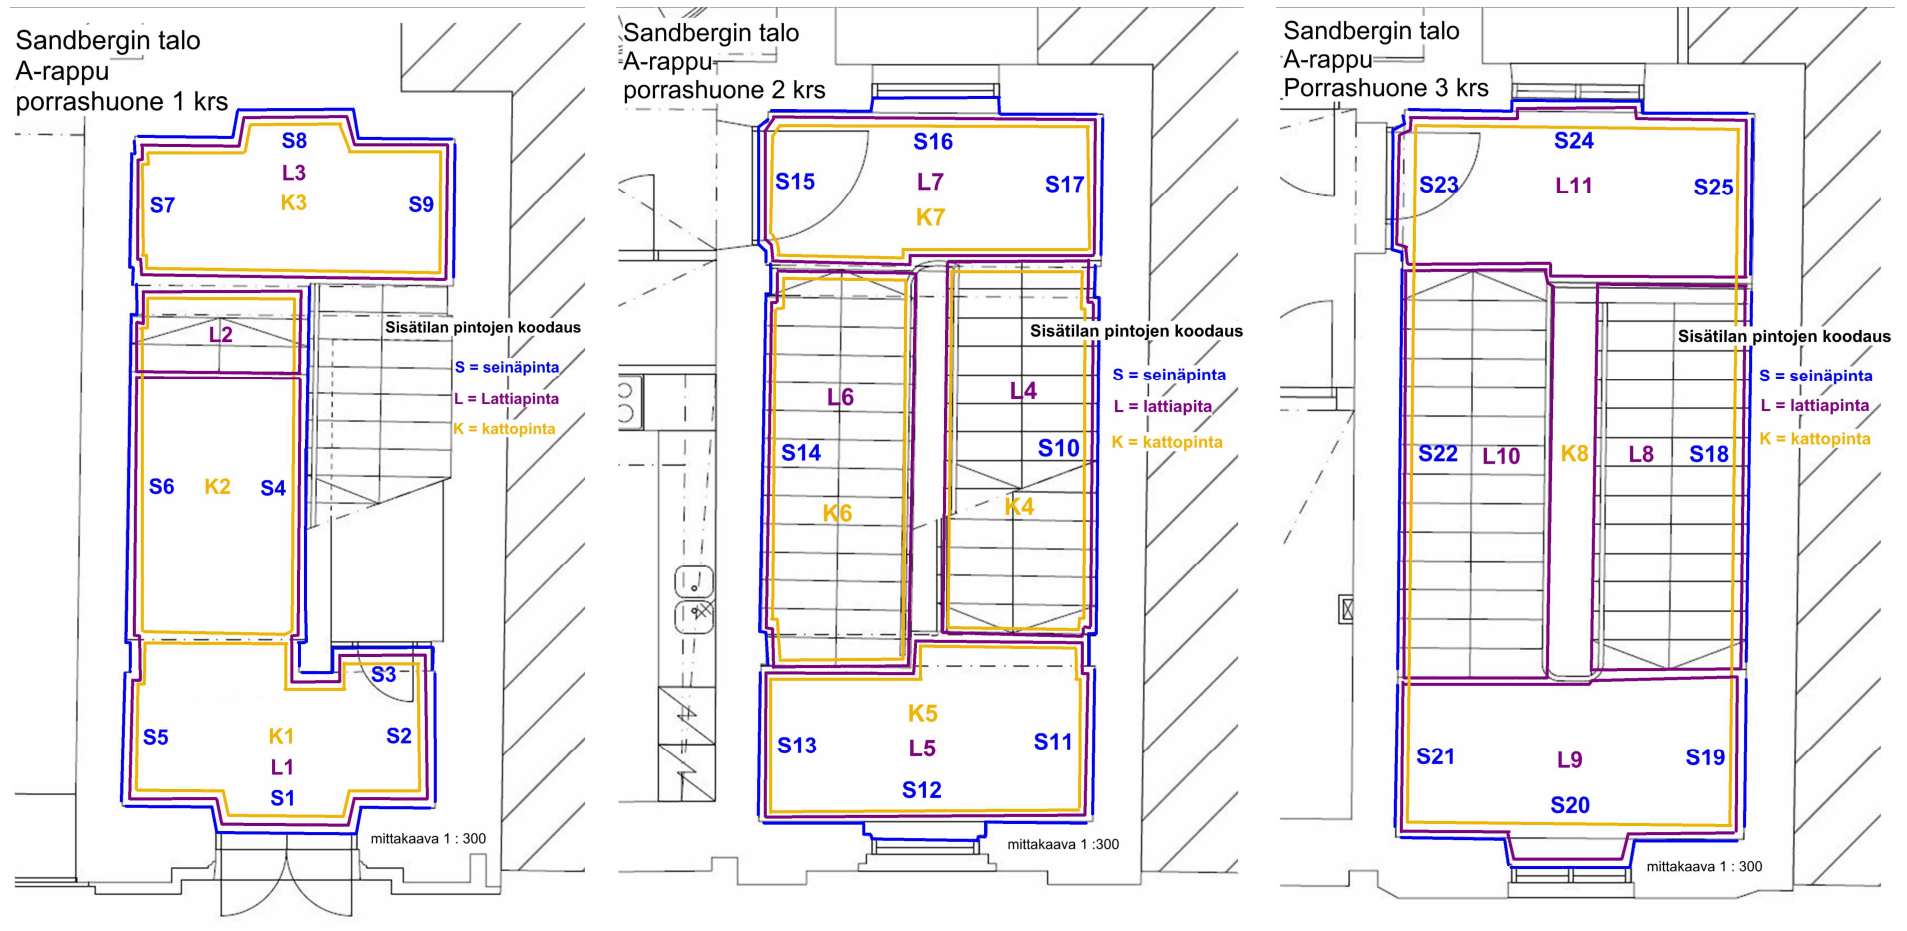 Sandbergin talo
A-rappu
porrashuone 1 krs
S8
L3
K3
S7
S9
L2
Sisätilan pintojen koodaus
S = seinäpinta
L = Lattiapinta
K = kattopinta
S6
K2
S4
S3
S5
K1
S2
L1
S1
mittakaava 1 : 300
Sandbergin talo
A-rappu
porrashuone 2 krs
S16
S15
L7
S17
K7
Sisätilan pintojen koodaus
S = seinäpinta
L = lattiapita
K = kattopinta
L6
L4
S14
S10
K6
K4
K5
S13
L5
S11
S12
mittakaava 1 :300
Sandbergin talo
A-rappu
Porrashuone 3 krs
S24
S23
L11
S25
Sisätilan pintojen koodaus
S = seinäpinta
L = lattiapinta
K = kattopinta
S22
L10
K8
L8
S18
S21
L9
S19
S20
mittakaava 1 : 300